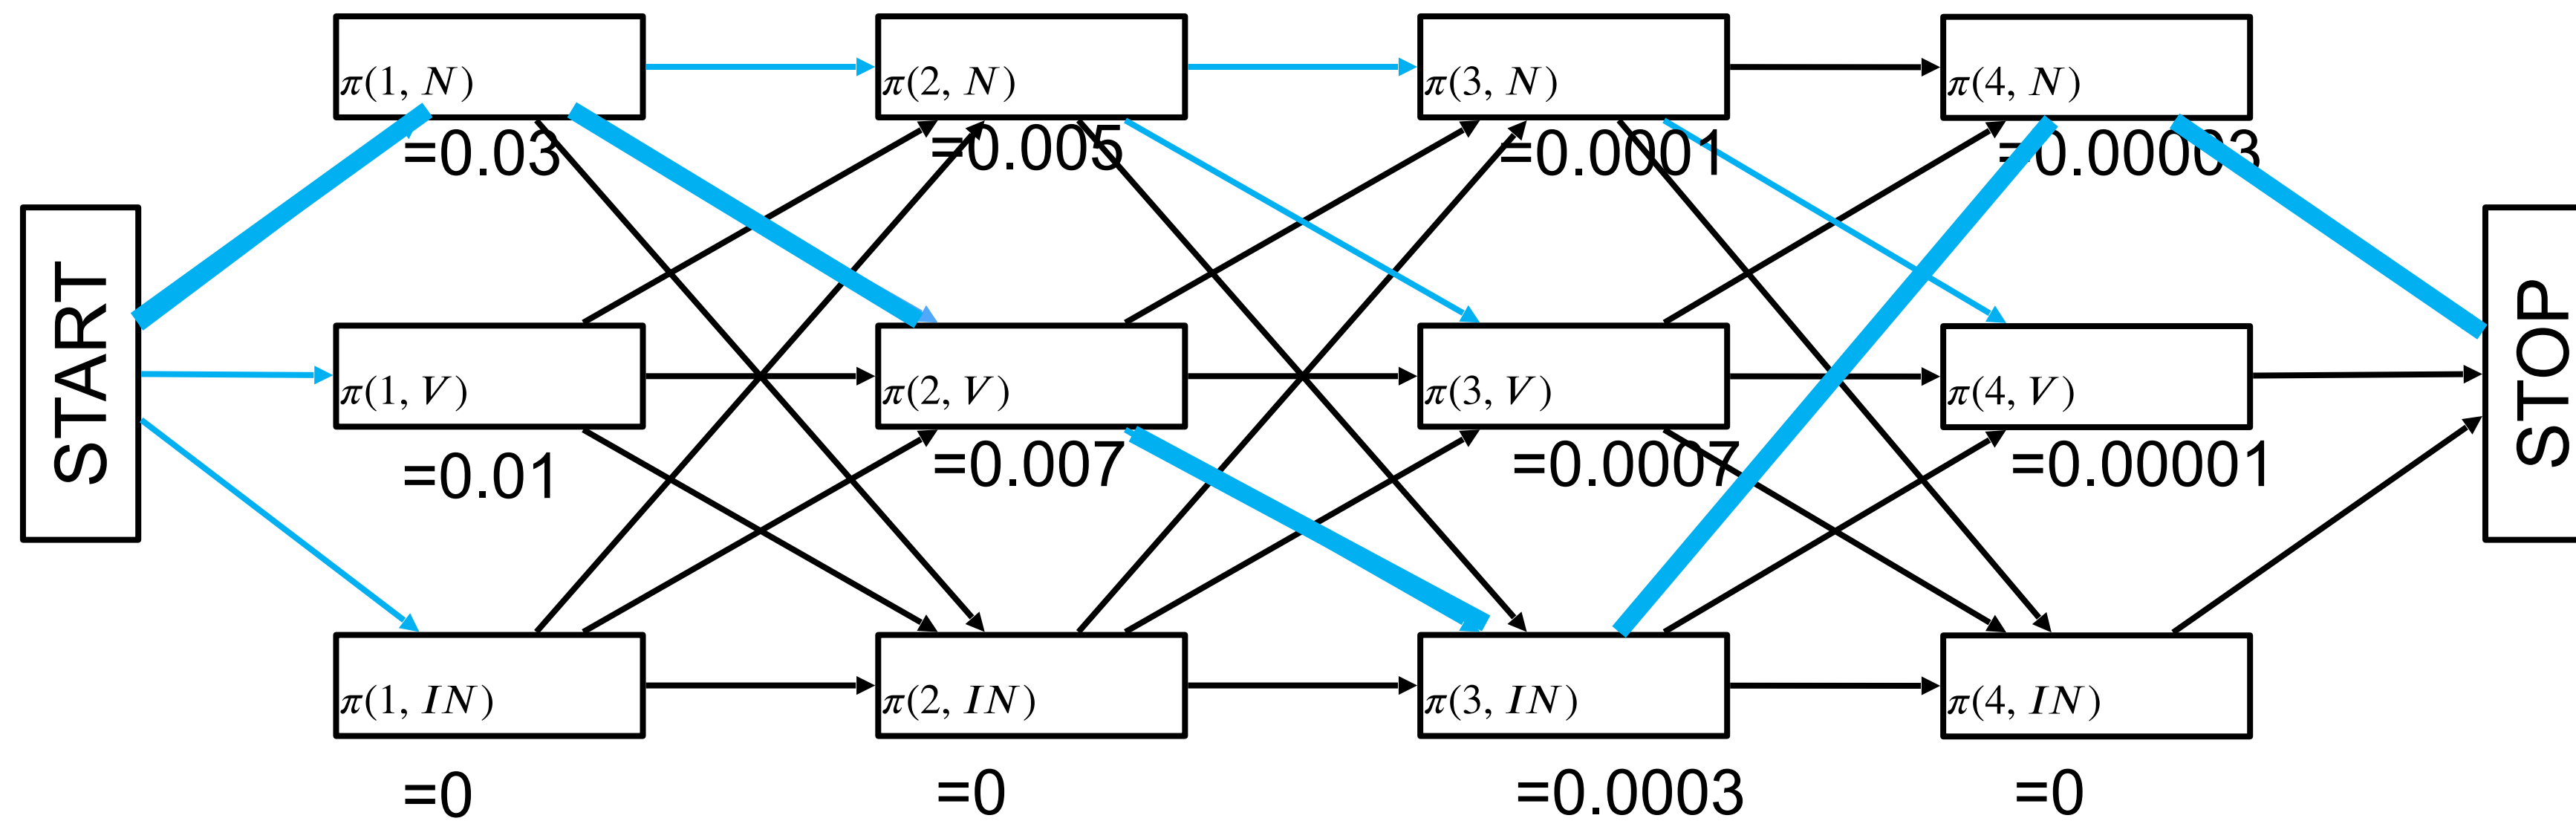 π(1, N)
π(2, N)
π(3, N)
π(4, N)
=0.03
=0.005
=0.0001
=0.00003
START
STOP
π(1, V)
π(2, V)
π(3, V)
π(4, V)
=0.01
=0.007
=0.0007
=0.00001
π(1, IN)
π(2, IN)
π(3, IN)
π(4, IN)
=0
=0
=0.0003
=0